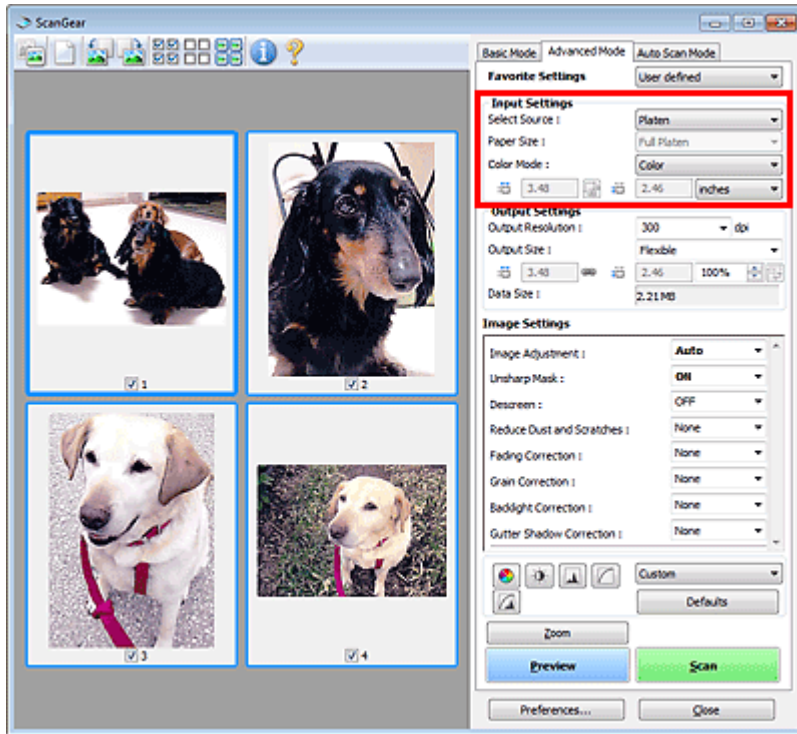 ScanGear
Basic Mode Advanced Mode Auto Scan Mode
Favorite Settings User defined
Input Settings
Select Source : Platen
Paper Size : Full Platen
Color Mode : Color
3.48 2.46 inches
Output Settings
Output Resolution : 300 dpi
Output Size : Flexible
3.48 2.46 100%
Data Size : 2.21 MB
Image Settings
Image Adjustment : Auto
Unsharp Mask : ON
Descreen : OFF
Reduce Dust and Scratches : None
Fading Correction : None
Grain Correction : None
Backlight Correction : None
Gutter Shadow Correction : None
Custom
Defaults
Zoom
Preview Scan
Preferences... Close
1 2
3 4